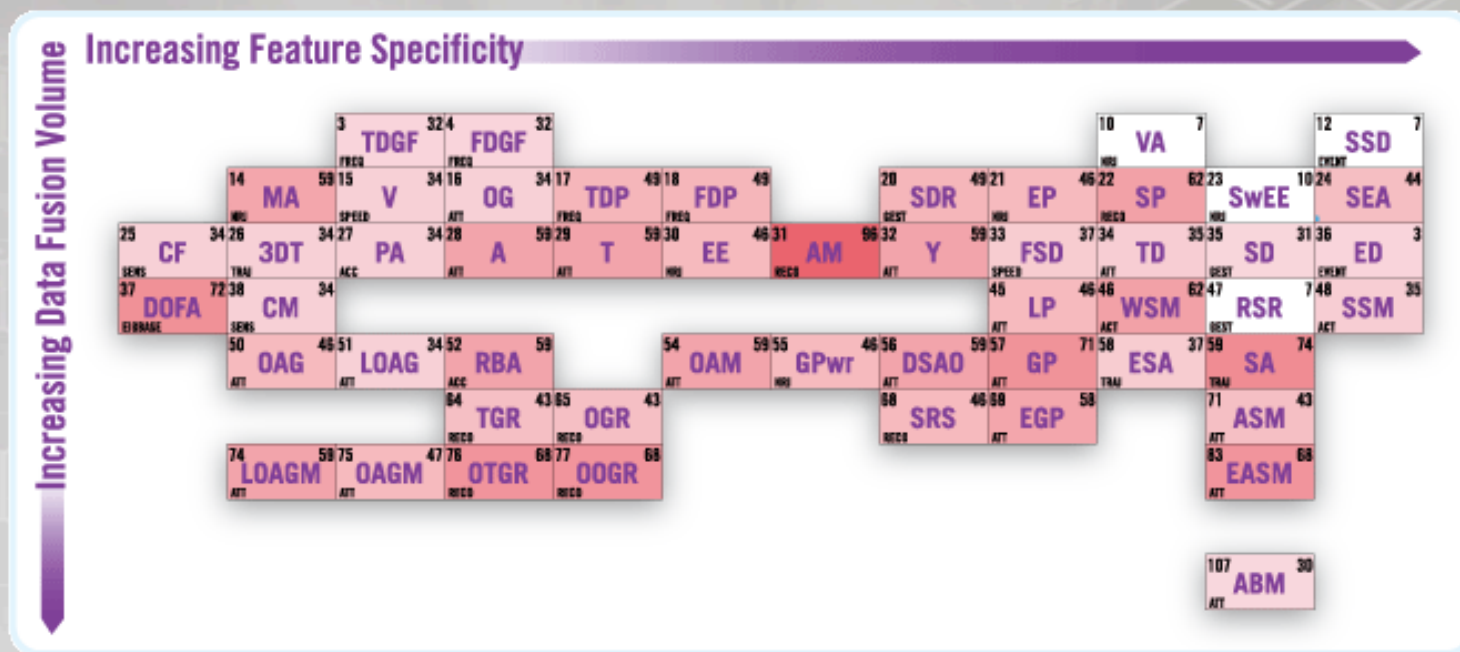 Increasing Feature Specificity
Increasing Data Fusion Volume
3 TDGF 32 FREQ
4 FDGF 32 FREQ
10 VA 7 NRJ
12 SSD 7 EVENT
14 MA 59 NRJ
15 V 34 SPEED
16 OG 34 ATT
17 TDP 49 FREQ
18 FDP 49 FREQ
20 SDR 49 GEST
21 EP 46 NRJ
22 SP 62 RECO
23 SwEE 10 NRJ
24 SEA 44
25 CF 34 SENS
26 3DT 34 TRAJ
27 PA 34 ACC
28 A 59 ATT
29 T 59 ATT
30 EE 46 NRJ
31 AM 96 RECO
32 Y 59 ATT
33 FSD 37 SPEED
34 TD 35 ATT
35 SD 31 GEST
36 ED 3 EVENT
37 DOFA 72
38 CM 34 SENS
45 LP 46 ATT
46 WSM 62 ACT
47 RSR 7 GEST
48 SSM 35 ACT
50 OAG 46 ATT
51 LOAG 34 ATT
52 RBA 59 ACC
54 OAM 59 ATT
55 GPwr 46 NRJ
56 DSAO 59 ATT
57 GP 71 ATT
58 ESA 37 TRAJ
59 SA 74 TRAJ
64 TGR 43 RECO
65 OGR 43 RECO
68 SRS 46 RECO
69 EGP 58 ATT
71 ASM 43 ATT
74 LOAGM 59 ATT
75 OAGM 47 ATT
76 OTGR 68 RECO
77 OOGR 68 RECO
83 EASM 68 ATT
107 ABM 30 ATT